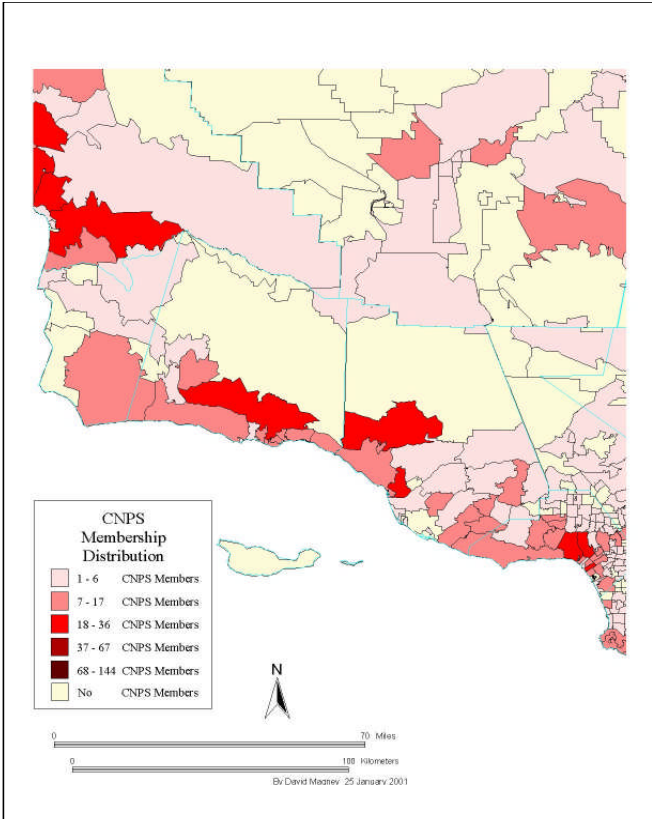 CNPS
Membership
Distribution
1 - 6 CNPS Members
7 - 17 CNPS Members
18 - 36 CNPS Members
37 - 67 CNPS Members
68 - 144 CNPS Members
No CNPS Members
N
0 70 Miles
0 100 Kilometers
By David Magney 25 January 2001